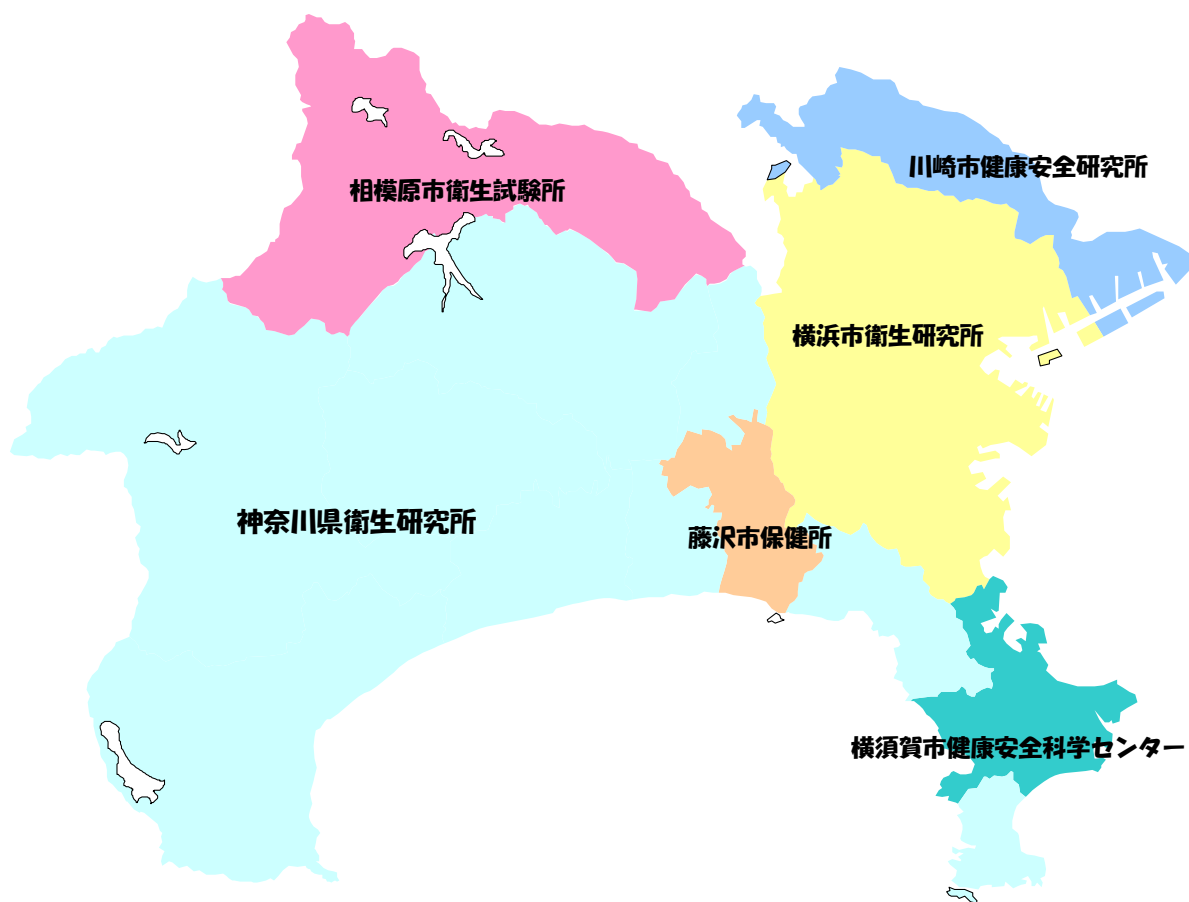 川崎市健康安全研究所
相模原市衛生試験所
横浜市衛生研究所
神奈川県衛生研究所
藤沢市保健所
横須賀市健康安全科学センター